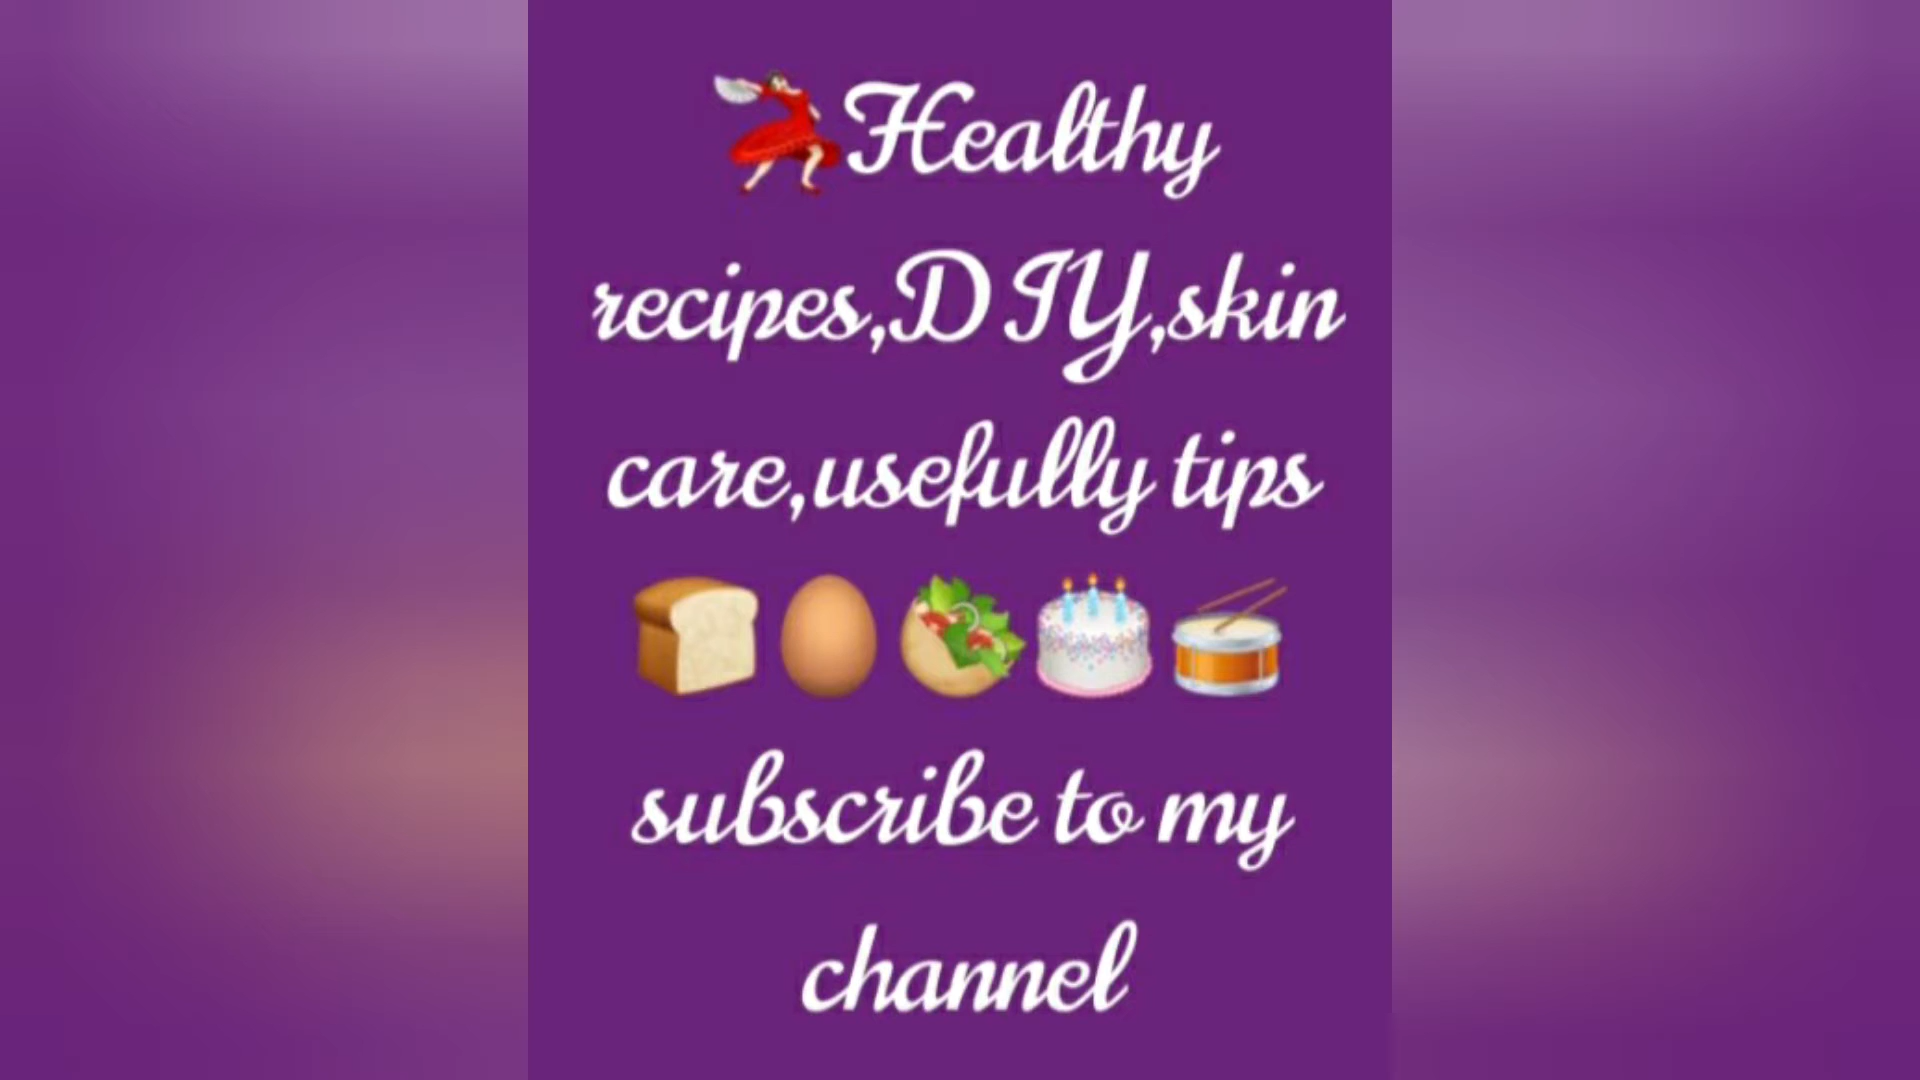 💃Healthy
recipes,DIY,skin
care,usefully tips
🍞🥚🥙🎂🥁
subscribe to my
channel